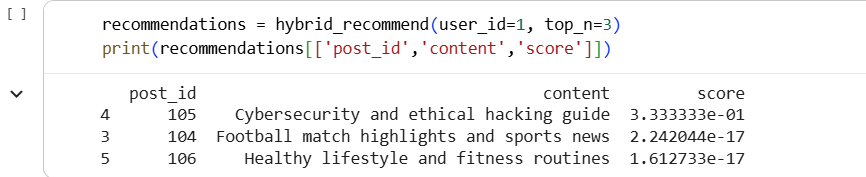 [ ]
recommendations = hybrid_recommend(user_id=1, top_n=3)
print(recommendations[['post_id','content','score']])
post_id content score
4 105 Cybersecurity and ethical hacking guide 3.333333e-01
3 104 Football match highlights and sports news 2.242044e-17
5 106 Healthy lifestyle and fitness routines 1.612733e-17